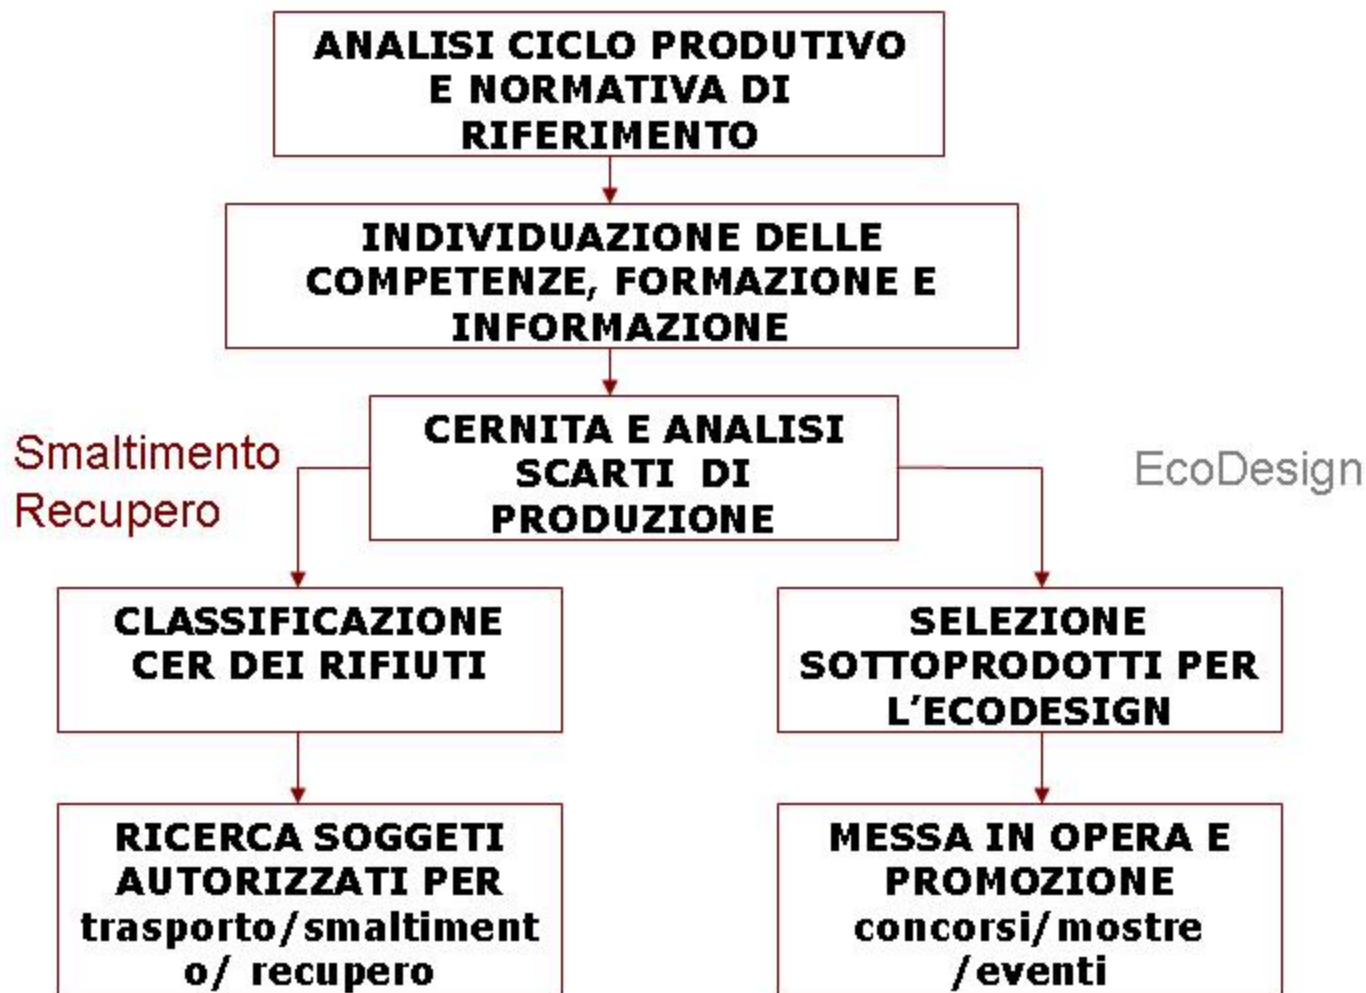 ANALISI CICLO PRODUTIVO
E NORMATIVA DI
RIFERIMENTO
INDIVIDUAZIONE DELLE
COMPETENZE, FORMAZIONE E
INFORMAZIONE
CERNITA E ANALISI
SCARTI DI
PRODUZIONE
Smaltimento
Recupero
EcoDesign
CLASSIFICAZIONE
CER DEI RIFIUTI
SELEZIONE
SOTTOPRODOTTI PER
L'ECODESIGN
RICERCA SOGGETI
AUTORIZZATI PER
trasporto/smaltiment
o/ recupero
MESSA IN OPERA E
PROMOZIONE
concorsi/mostre
/eventi